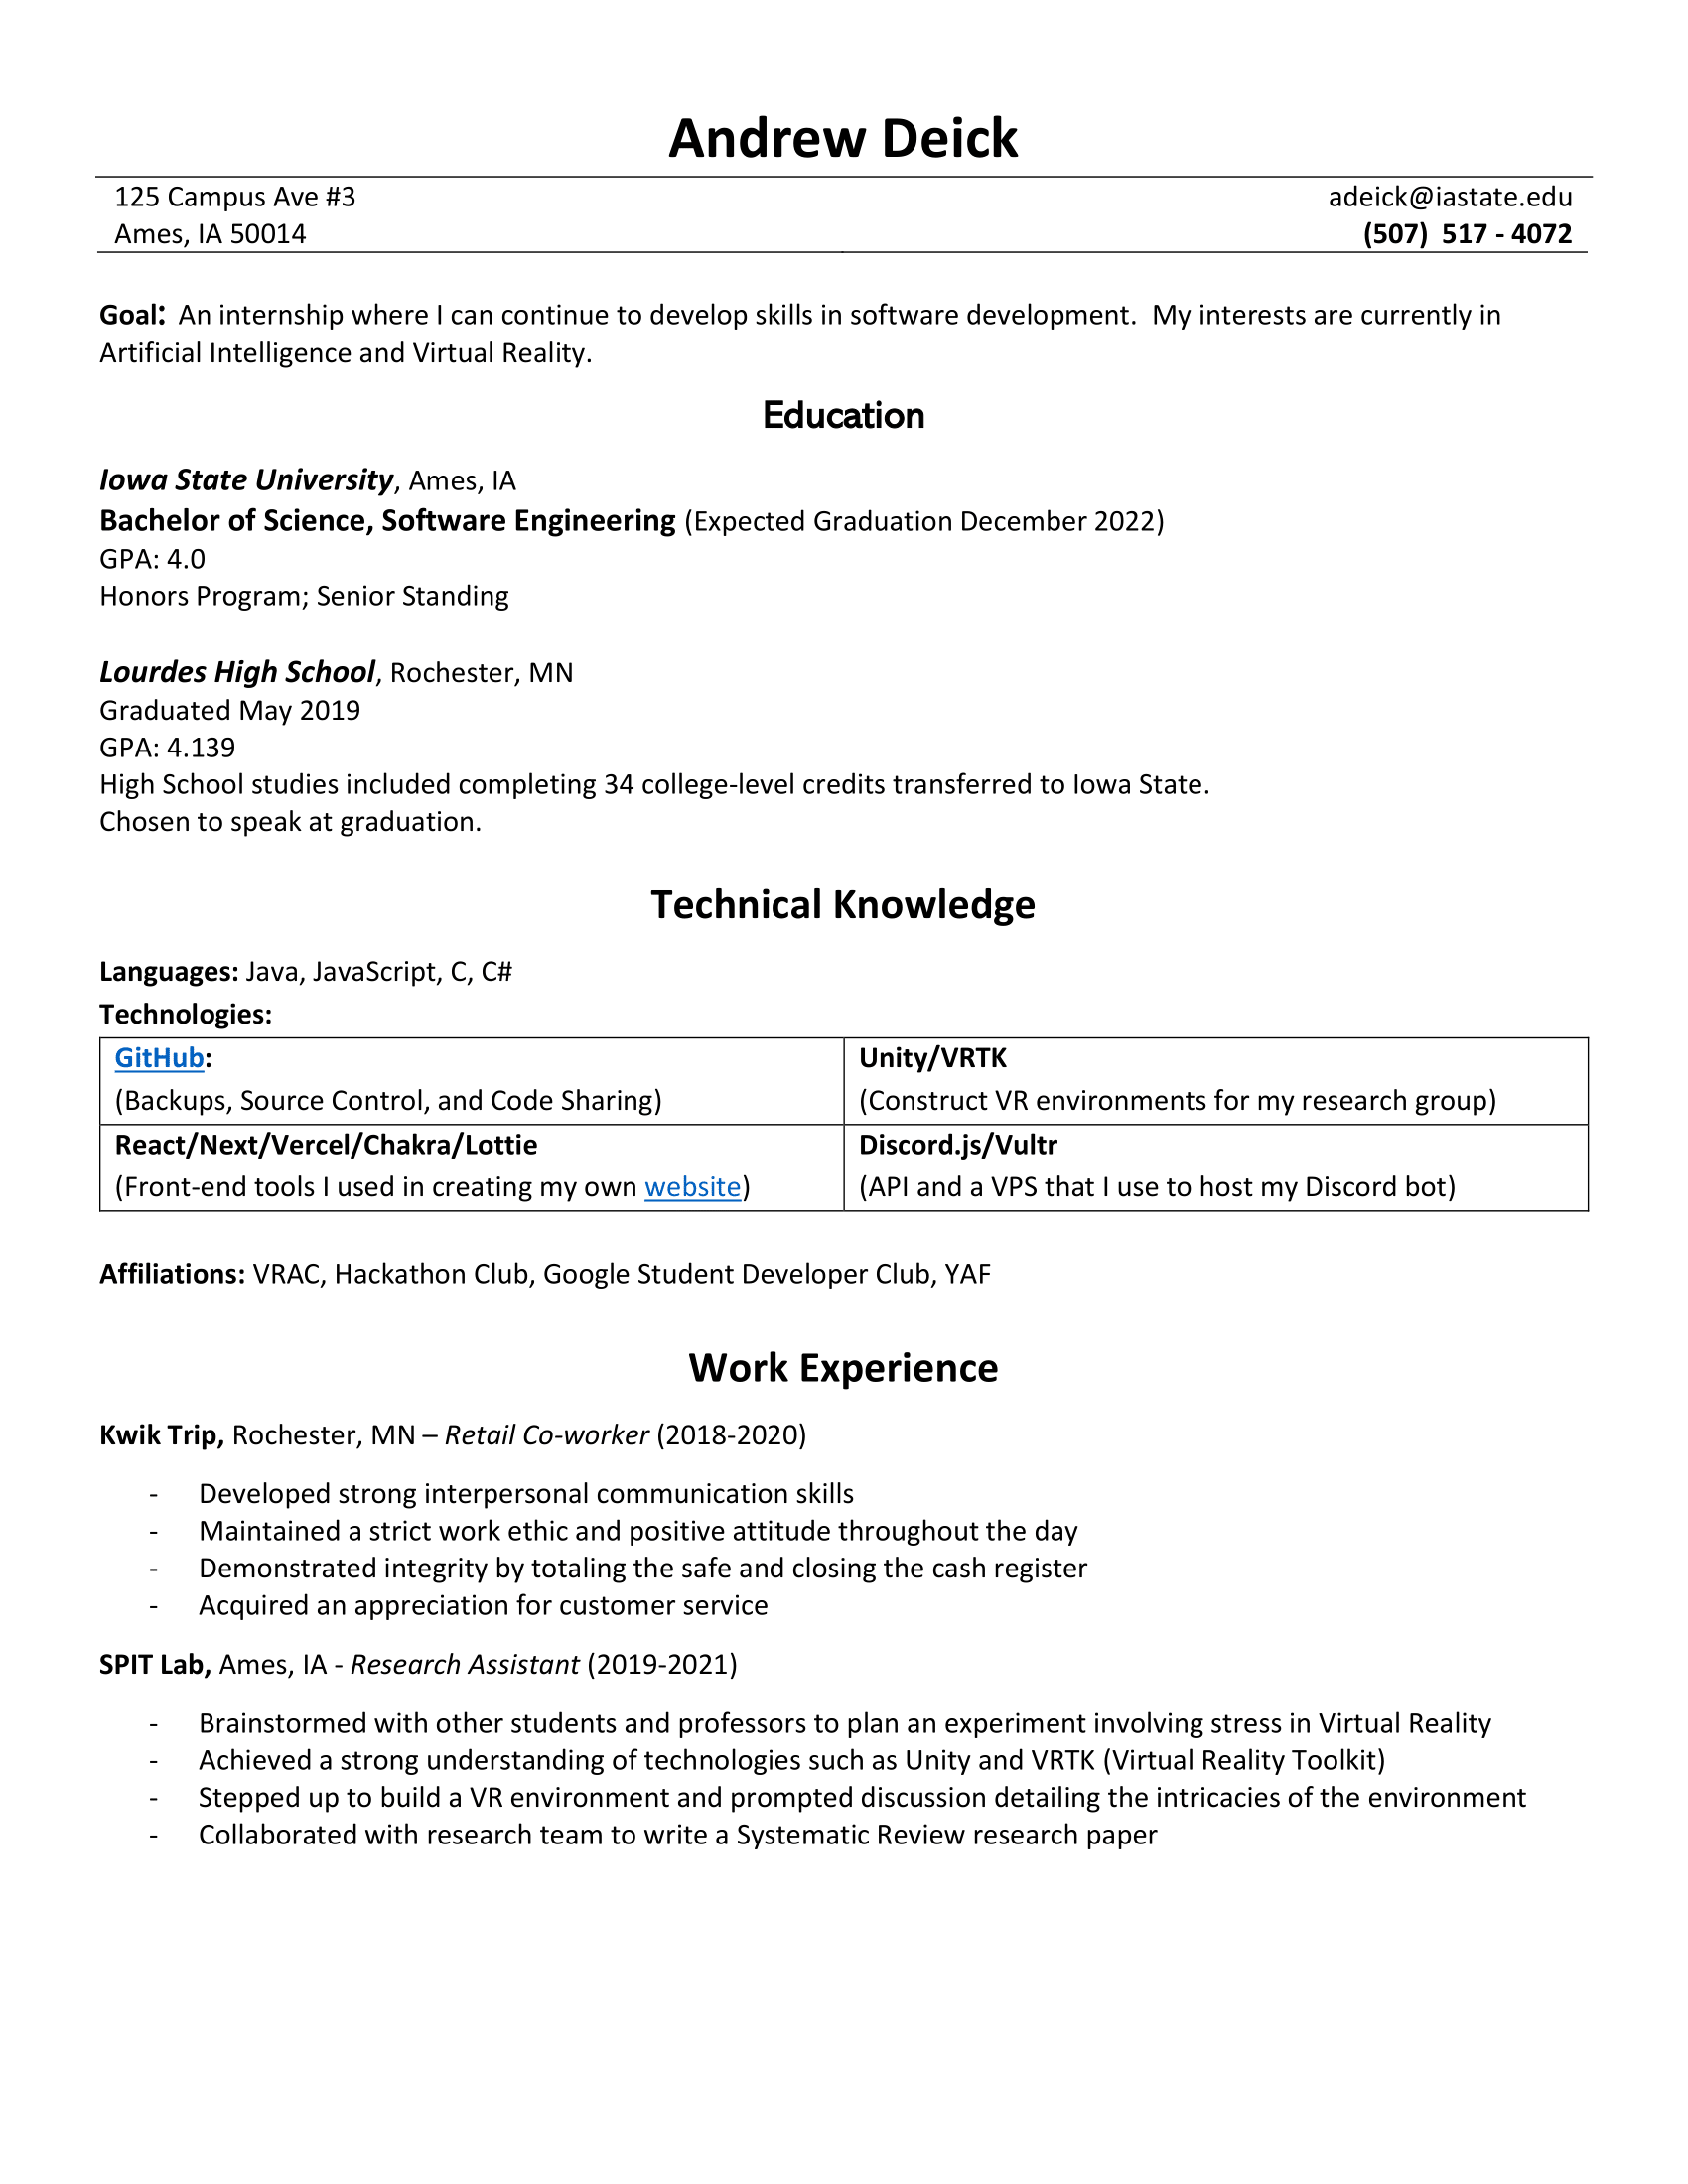 Andrew Deick
125 Campus Ave #3
adeick@iastate.edu
Ames, IA 50014
(507)  517 - 4072
Goal:  An internship where I can continue to develop skills in software development.  My interests are currently in
Artificial Intelligence and Virtual Reality.
Education
Iowa State University, Ames, IA
Bachelor of Science, Software Engineering (Expected Graduation December 2022)
GPA: 4.0
Honors Program; Senior Standing
Lourdes High School, Rochester, MN
Graduated May 2019
GPA: 4.139
High School studies included completing 34 college-level credits transferred to Iowa State.
Chosen to speak at graduation.
Technical Knowledge
Languages: Java, JavaScript, C, C#
Technologies:
GitHub:
(Backups, Source Control, and Code Sharing)
Unity/VRTK
(Construct VR environments for my research group)
React/Next/Vercel/Chakra/Lottie
(Front-end tools I used in creating my own website)
Discord.js/Vultr
(API and a VPS that I use to host my Discord bot)
Affiliations: VRAC, Hackathon Club, Google Student Developer Club, YAF
Work Experience
Kwik Trip, Rochester, MN – Retail Co-worker (2018-2020)
- Developed strong interpersonal communication skills
- Maintained a strict work ethic and positive attitude throughout the day
- Demonstrated integrity by totaling the safe and closing the cash register
- Acquired an appreciation for customer service
SPIT Lab, Ames, IA - Research Assistant (2019-2021)
- Brainstormed with other students and professors to plan an experiment involving stress in Virtual Reality
- Achieved a strong understanding of technologies such as Unity and VRTK (Virtual Reality Toolkit)
- Stepped up to build a VR environment and prompted discussion detailing the intricacies of the environment
- Collaborated with research team to write a Systematic Review research paper